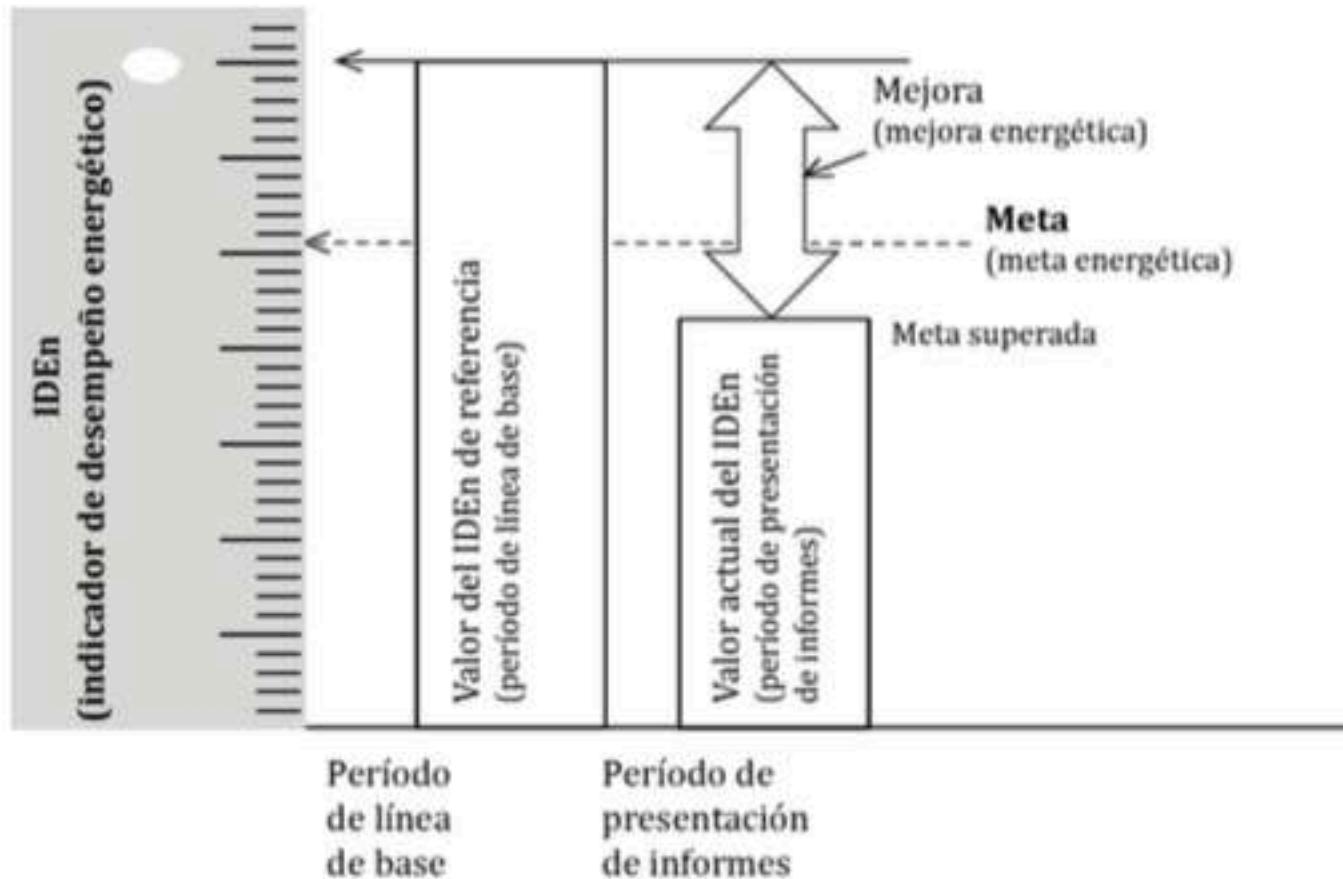 IDEn
(indicador de desempeño energético)
Valor del IDEn de referencia
(período de línea de base)
Valor actual del IDEn
(período de presentación
de informes)
Mejora
(mejora energética)
Meta
(meta energética)
Meta superada
Período
de línea
de base
Período de
presentación
de informes